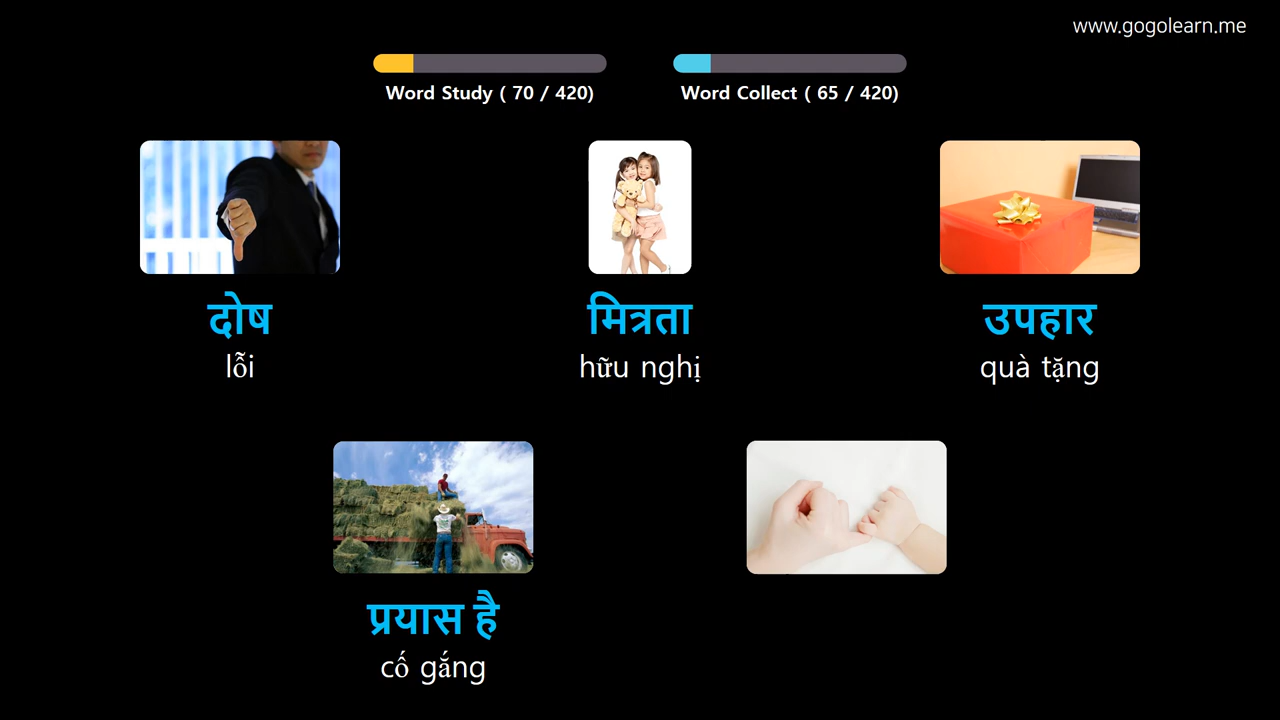 www.gogolearn.me
Word Study ( 70 / 420)
Word Collect ( 65 / 420)
दोष
lỗi
मित्रता
hữu nghị
उपहार
quà tặng
प्रयास है
cố gắng